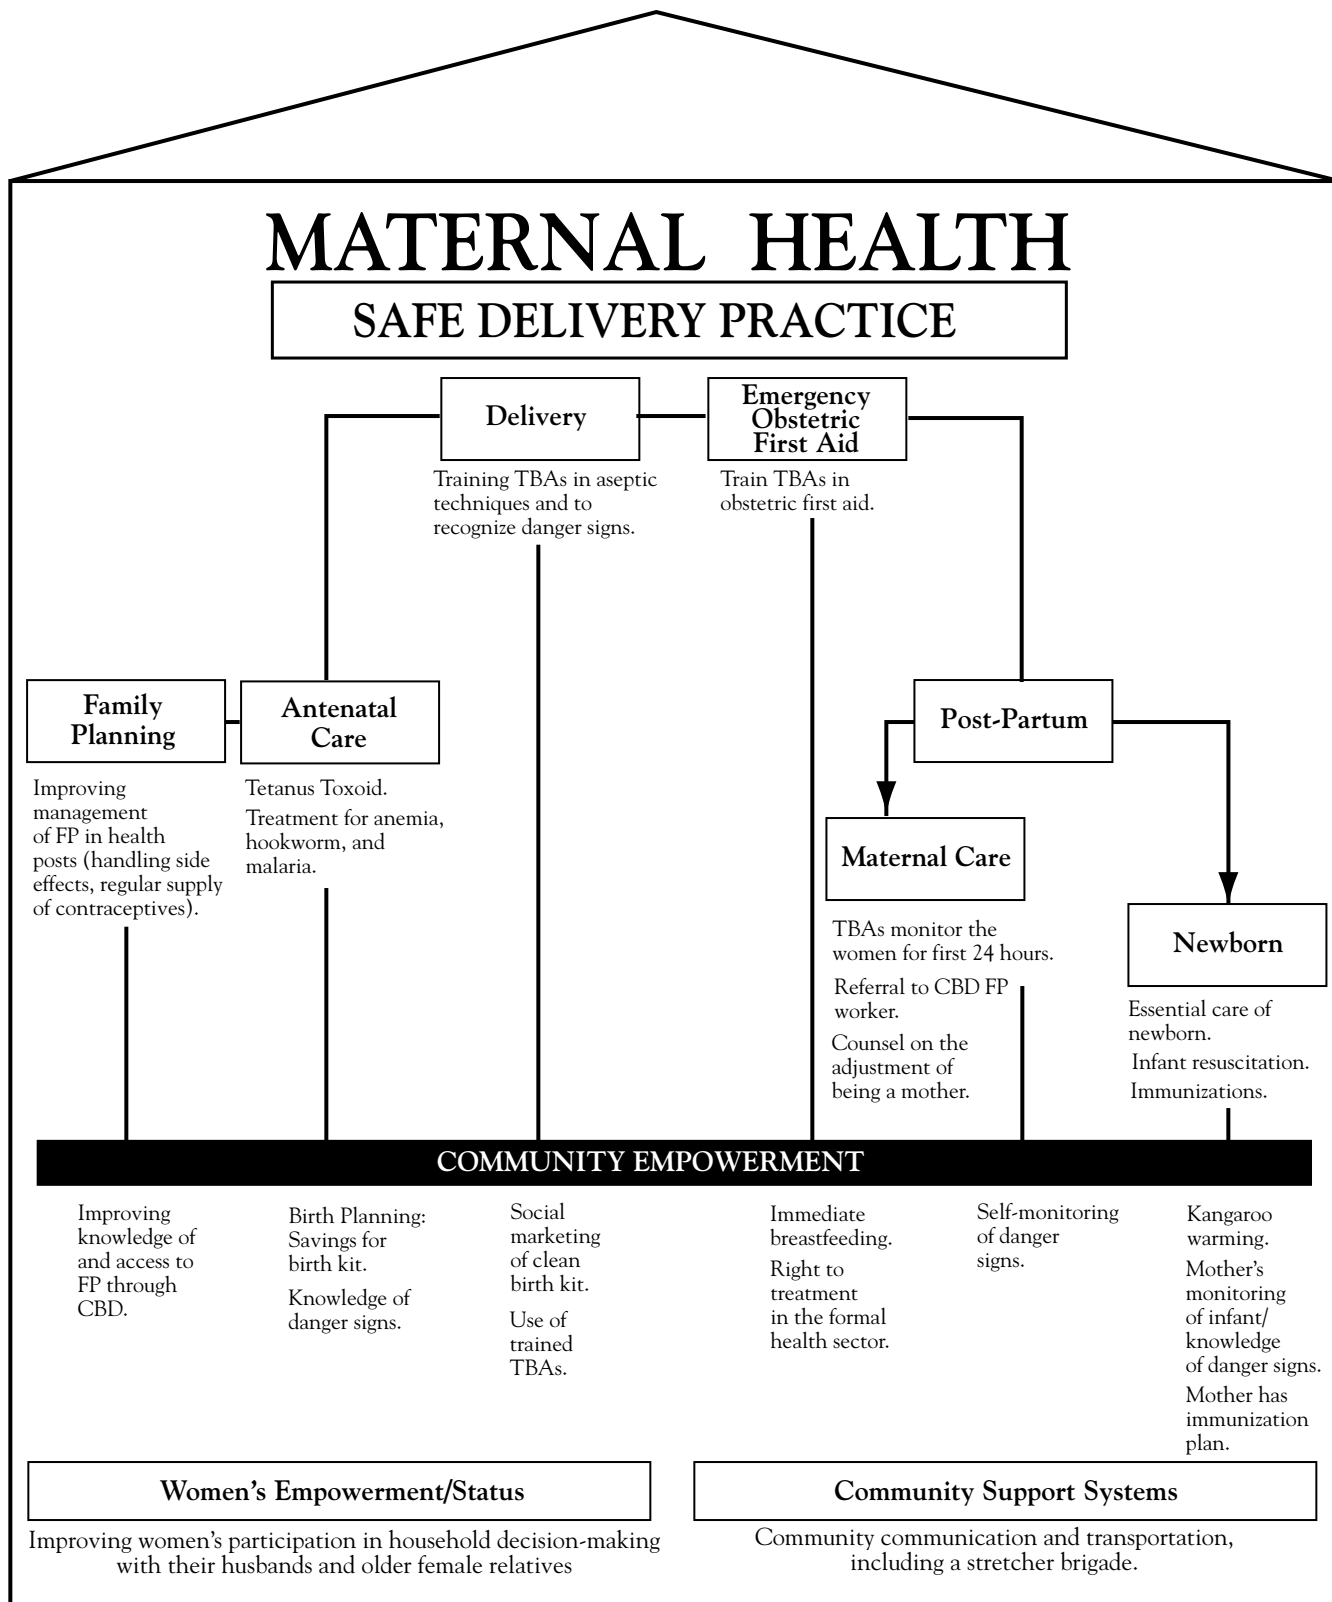 MATERNAL HEALTH
SAFE DELIVERY PRACTICE
Delivery
Training TBAs in aseptic
techniques and to
recognize danger signs.
Emergency
Obstetric
First Aid
Train TBAs in
obstetric first aid.
Family
Planning
Improving
management
of FP in health
posts (handling side
effects, regular supply
of contraceptives).
Antenatal
Care
Tetanus Toxoid.
Treatment for anemia,
hookworm, and
malaria.
Post-Partum
Maternal Care
TBAs monitor the
women for first 24 hours.
Referral to CBD FP
worker.
Counsel on the
adjustment of
being a mother.
Newborn
Essential care of
newborn.
Infant resuscitation.
Immunizations.
COMMUNITY EMPOWERMENT
Improving
knowledge of
and access to
FP through
CBD.
Birth Planning:
Savings for
birth kit.
Knowledge of
danger signs.
Social
marketing
of clean
birth kit.
Use of
trained
TBAs.
Immediate
breastfeeding.
Right to
treatment
in the formal
health sector.
Self-monitoring
of danger
signs.
Kangaroo
warming.
Mother's
monitoring
of infant/
knowledge
of danger signs.
Mother has
immunization
plan.
Women's Empowerment/Status
Improving women's participation in household decision-making
with their husbands and older female relatives
Community Support Systems
Community communication and transportation,
including a stretcher brigade.